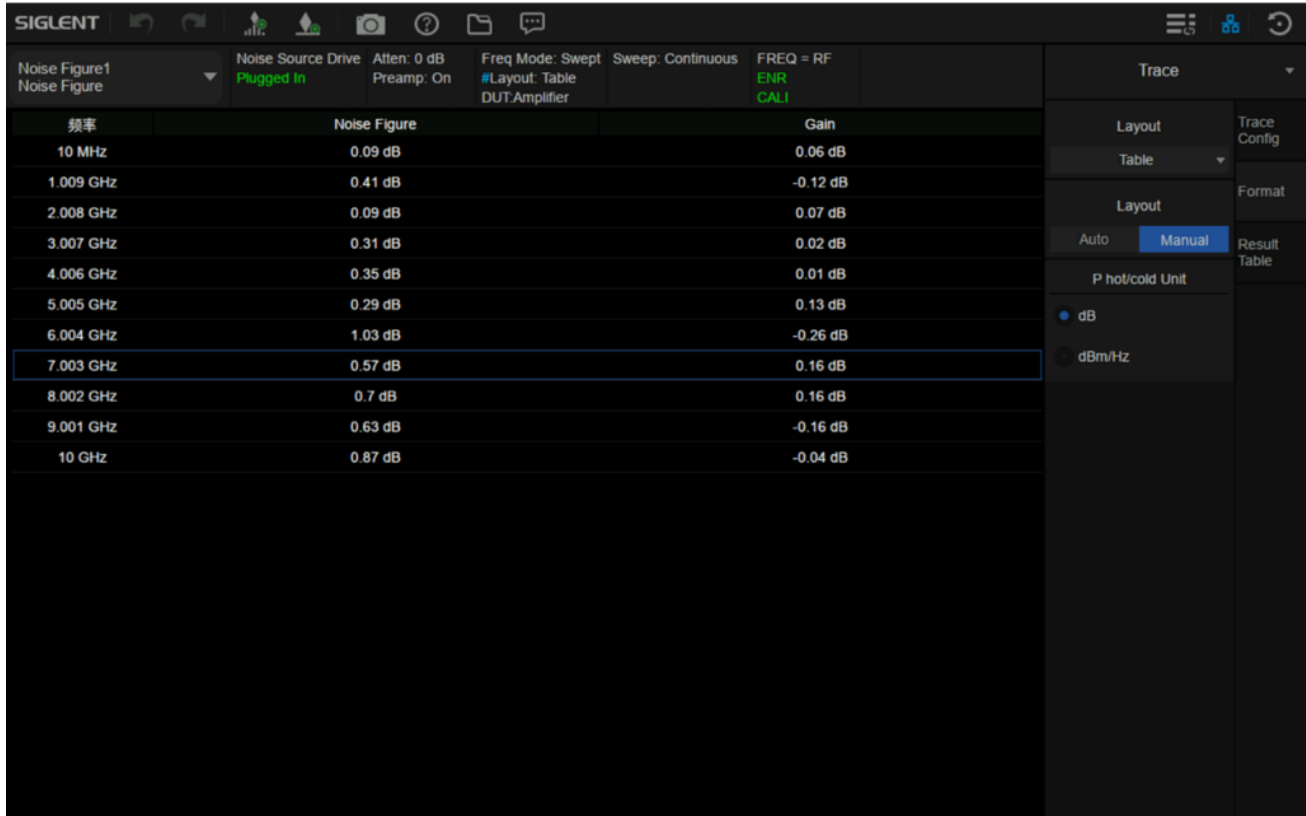 SIGLENT
Noise Figure1
Noise Figure
Noise Source Drive
Plugged In
Atten: 0 dB
Preamp: On
Freq Mode: Swept
#Layout: Table
DUT:Amplifier
Sweep: Continuous
FREQ = RF
ENR
CALI
频率 Noise Figure Gain
10 MHz 0.09 dB 0.06 dB
1.009 GHz 0.41 dB -0.12 dB
2.008 GHz 0.09 dB 0.07 dB
3.007 GHz 0.31 dB 0.02 dB
4.006 GHz 0.35 dB 0.01 dB
5.005 GHz 0.29 dB 0.13 dB
6.004 GHz 1.03 dB -0.26 dB
7.003 GHz 0.57 dB 0.16 dB
8.002 GHz 0.7 dB 0.16 dB
9.001 GHz 0.63 dB -0.16 dB
10 GHz 0.87 dB -0.04 dB
Trace
Layout
Table
Layout
Auto Manual
P hot/cold Unit
dB
dBm/Hz
Trace
Config
Format
Result
Table